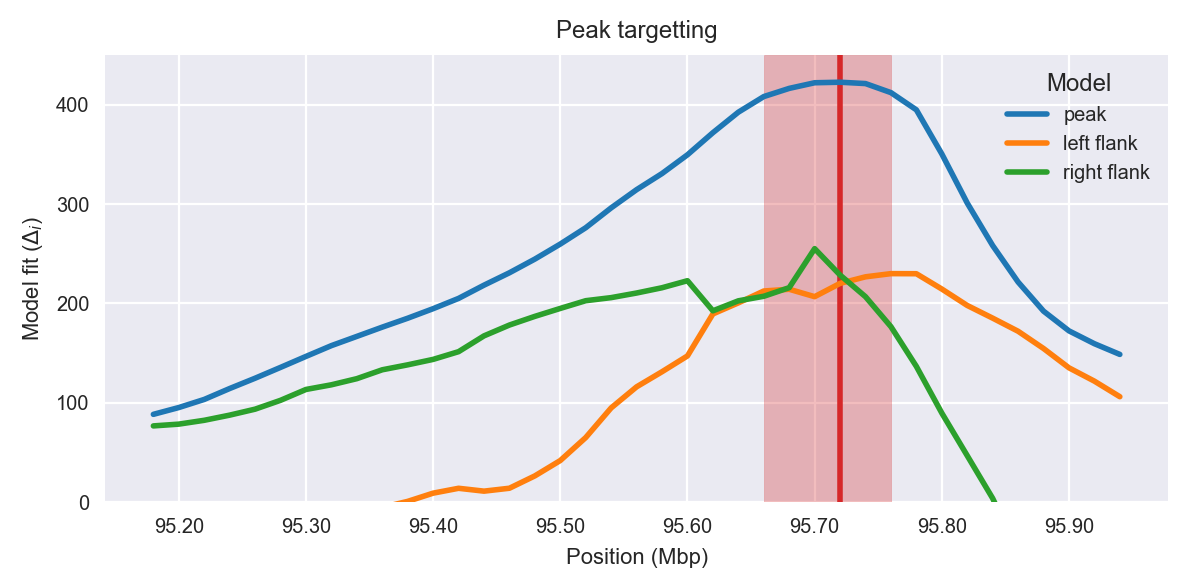 Peak targetting
Model fit (Δᵢ)
400
300
200
100
0
Model
peak
left flank
right flank
95.20 95.30 95.40 95.50 95.60 95.70 95.80 95.90
Position (Mbp)